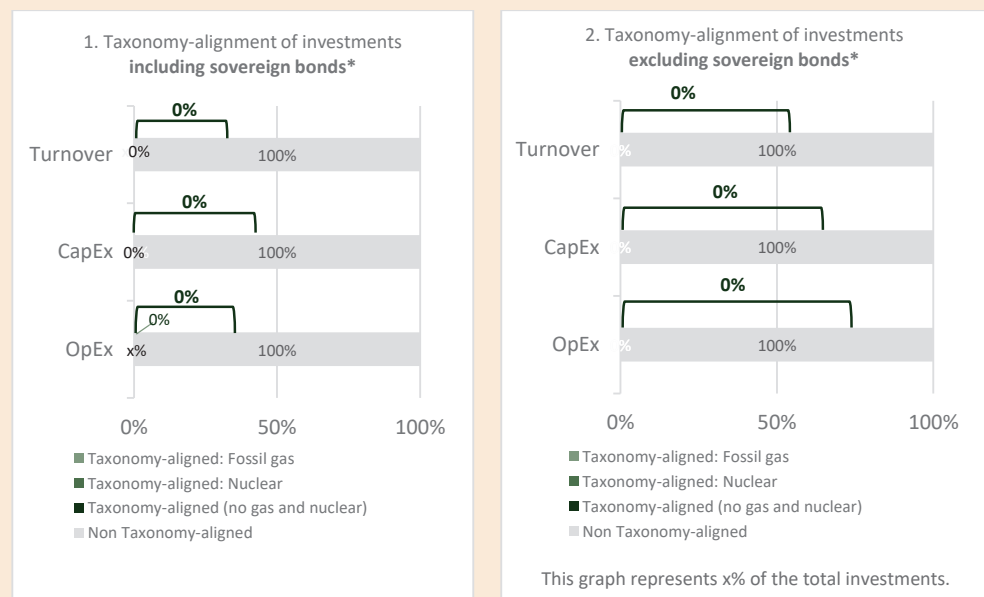 1. Taxonomy-alignment of investments
including sovereign bonds*
0%
Turnover
0%
100%
0%
CapEx
0%
100%
0%
0%
OpEx
x%
100%
0%
50%
100%
Taxonomy-aligned: Fossil gas
Taxonomy-aligned: Nuclear
Taxonomy-aligned (no gas and nuclear)
Non Taxonomy-aligned
2. Taxonomy-alignment of investments
excluding sovereign bonds*
0%
Turnover
100%
0%
CapEx
100%
0%
OpEx
100%
0%
50%
100%
Taxonomy-aligned: Fossil gas
Taxonomy-aligned: Nuclear
Taxonomy-aligned (no gas and nuclear)
Non Taxonomy-aligned
This graph represents x% of the total investments.